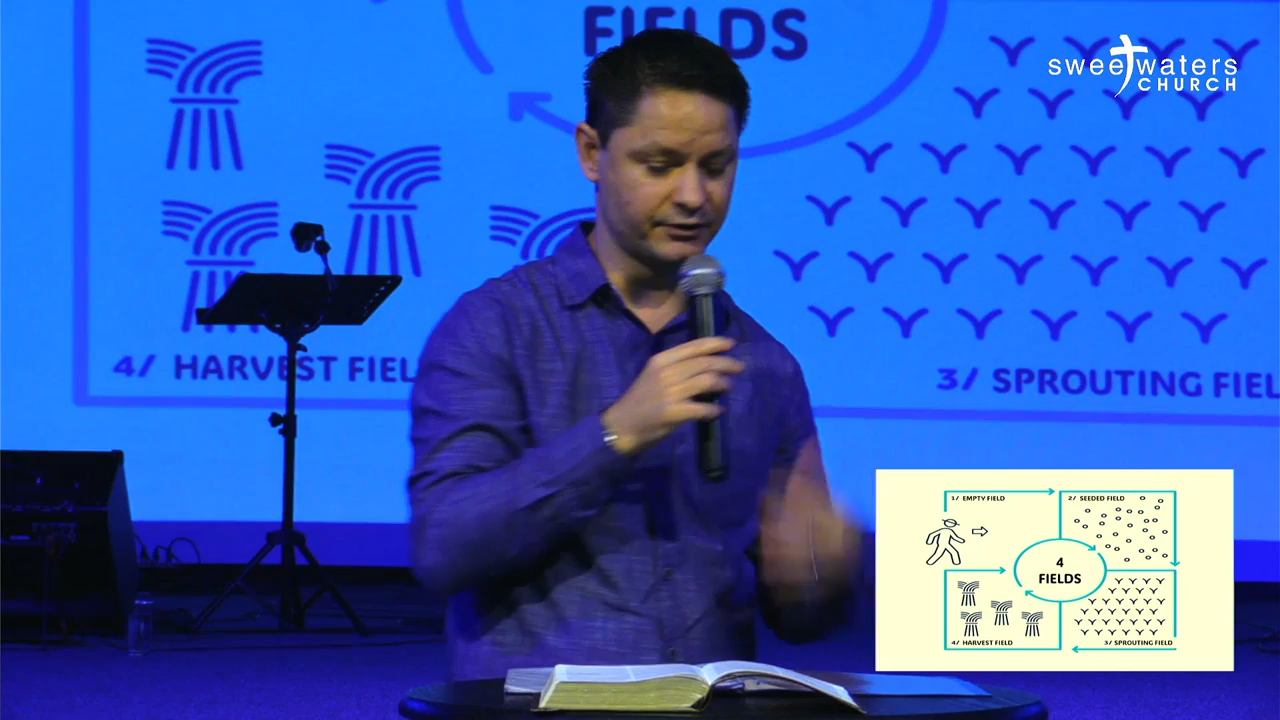 FIELDS
sweetwaters
CHURCH
4/ HARVEST FIEL
3/ SPROUTING FIEL
1/ EMPTY FIELD
2/ SEEDED FIELD
4
FIELDS
4/ HARVEST FIELD
3/ SPROUTING FIELD